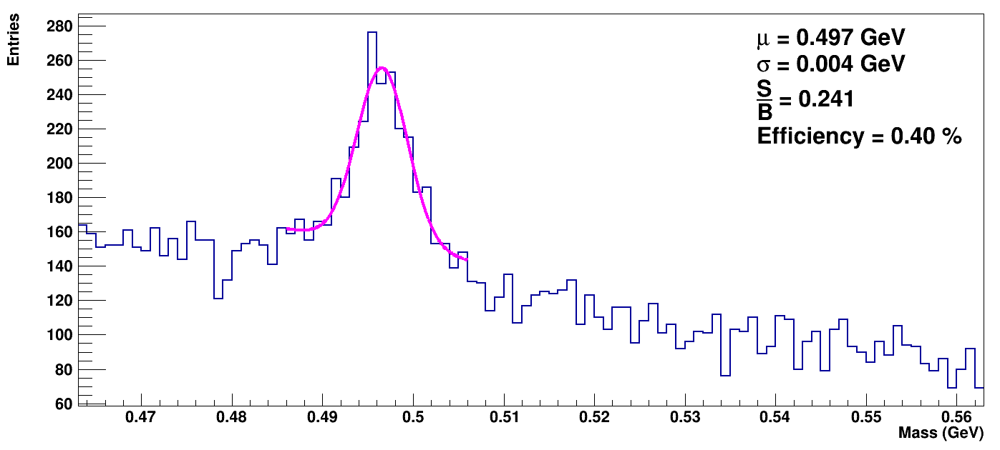 Entries
280
260
240
220
200
180
160
140
120
100
80
60
μ = 0.497 GeV
σ = 0.004 GeV
S/B = 0.241
Efficiency = 0.40 %
0.47 0.48 0.49 0.5 0.51 0.52 0.53 0.54 0.55 0.56
Mass (GeV)